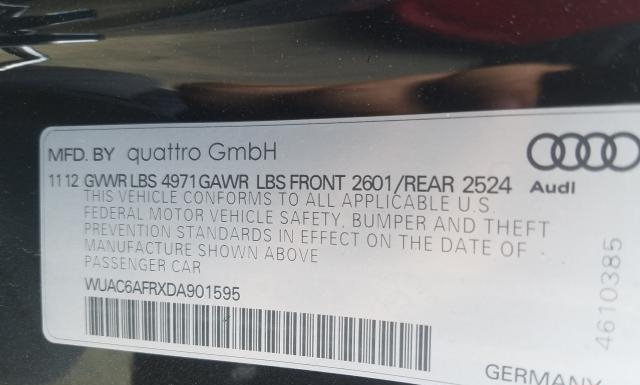 MFD. BY quattro GmbH
11 12 GVWR LBS 4971 GAWR LBS FRONT 2601/REAR 2524
Audi
THIS VEHICLE CONFORMS TO ALL APPLICABLE U.S.
FEDERAL MOTOR VEHICLE SAFETY, BUMPER AND THEFT
PREVENTION STANDARDS IN EFFECT ON THE DATE OF
MANUFACTURE SHOWN ABOVE
PASSENGER CAR
WUAC6AFRXDA901595
4610385
GERMANY